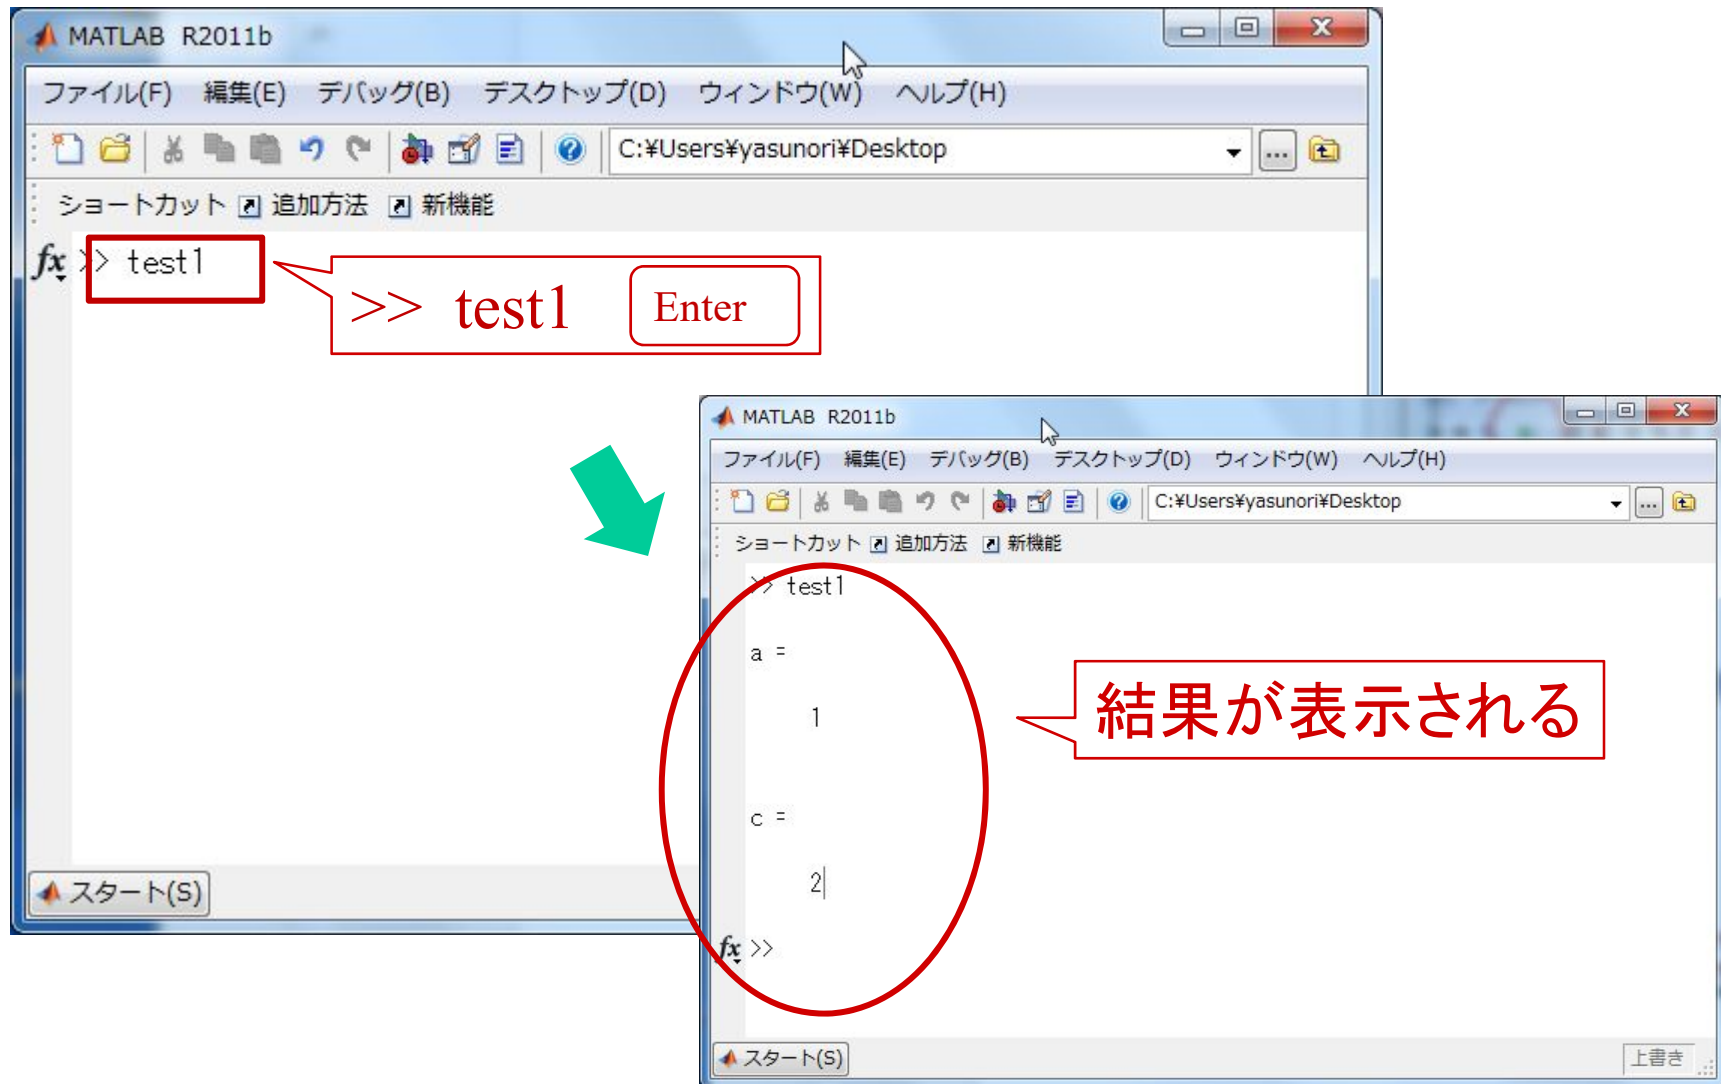 MATLAB R2011b
ファイル(F) 編集(E) デバッグ(B) デスクトップ(D) ウィンドウ(W) ヘルプ(H)
C:¥Users¥yasunori¥Desktop
ショートカット 追加方法 新機能
fx >> test1
>> test1 Enter
スタート(S)
MATLAB R2011b
ファイル(F) 編集(E) デバッグ(B) デスクトップ(D) ウィンドウ(W) ヘルプ(H)
C:¥Users¥yasunori¥Desktop
ショートカット 追加方法 新機能
>> test1
a =
1
結果が表示される
c =
2
fx >>
スタート(S)
上書き